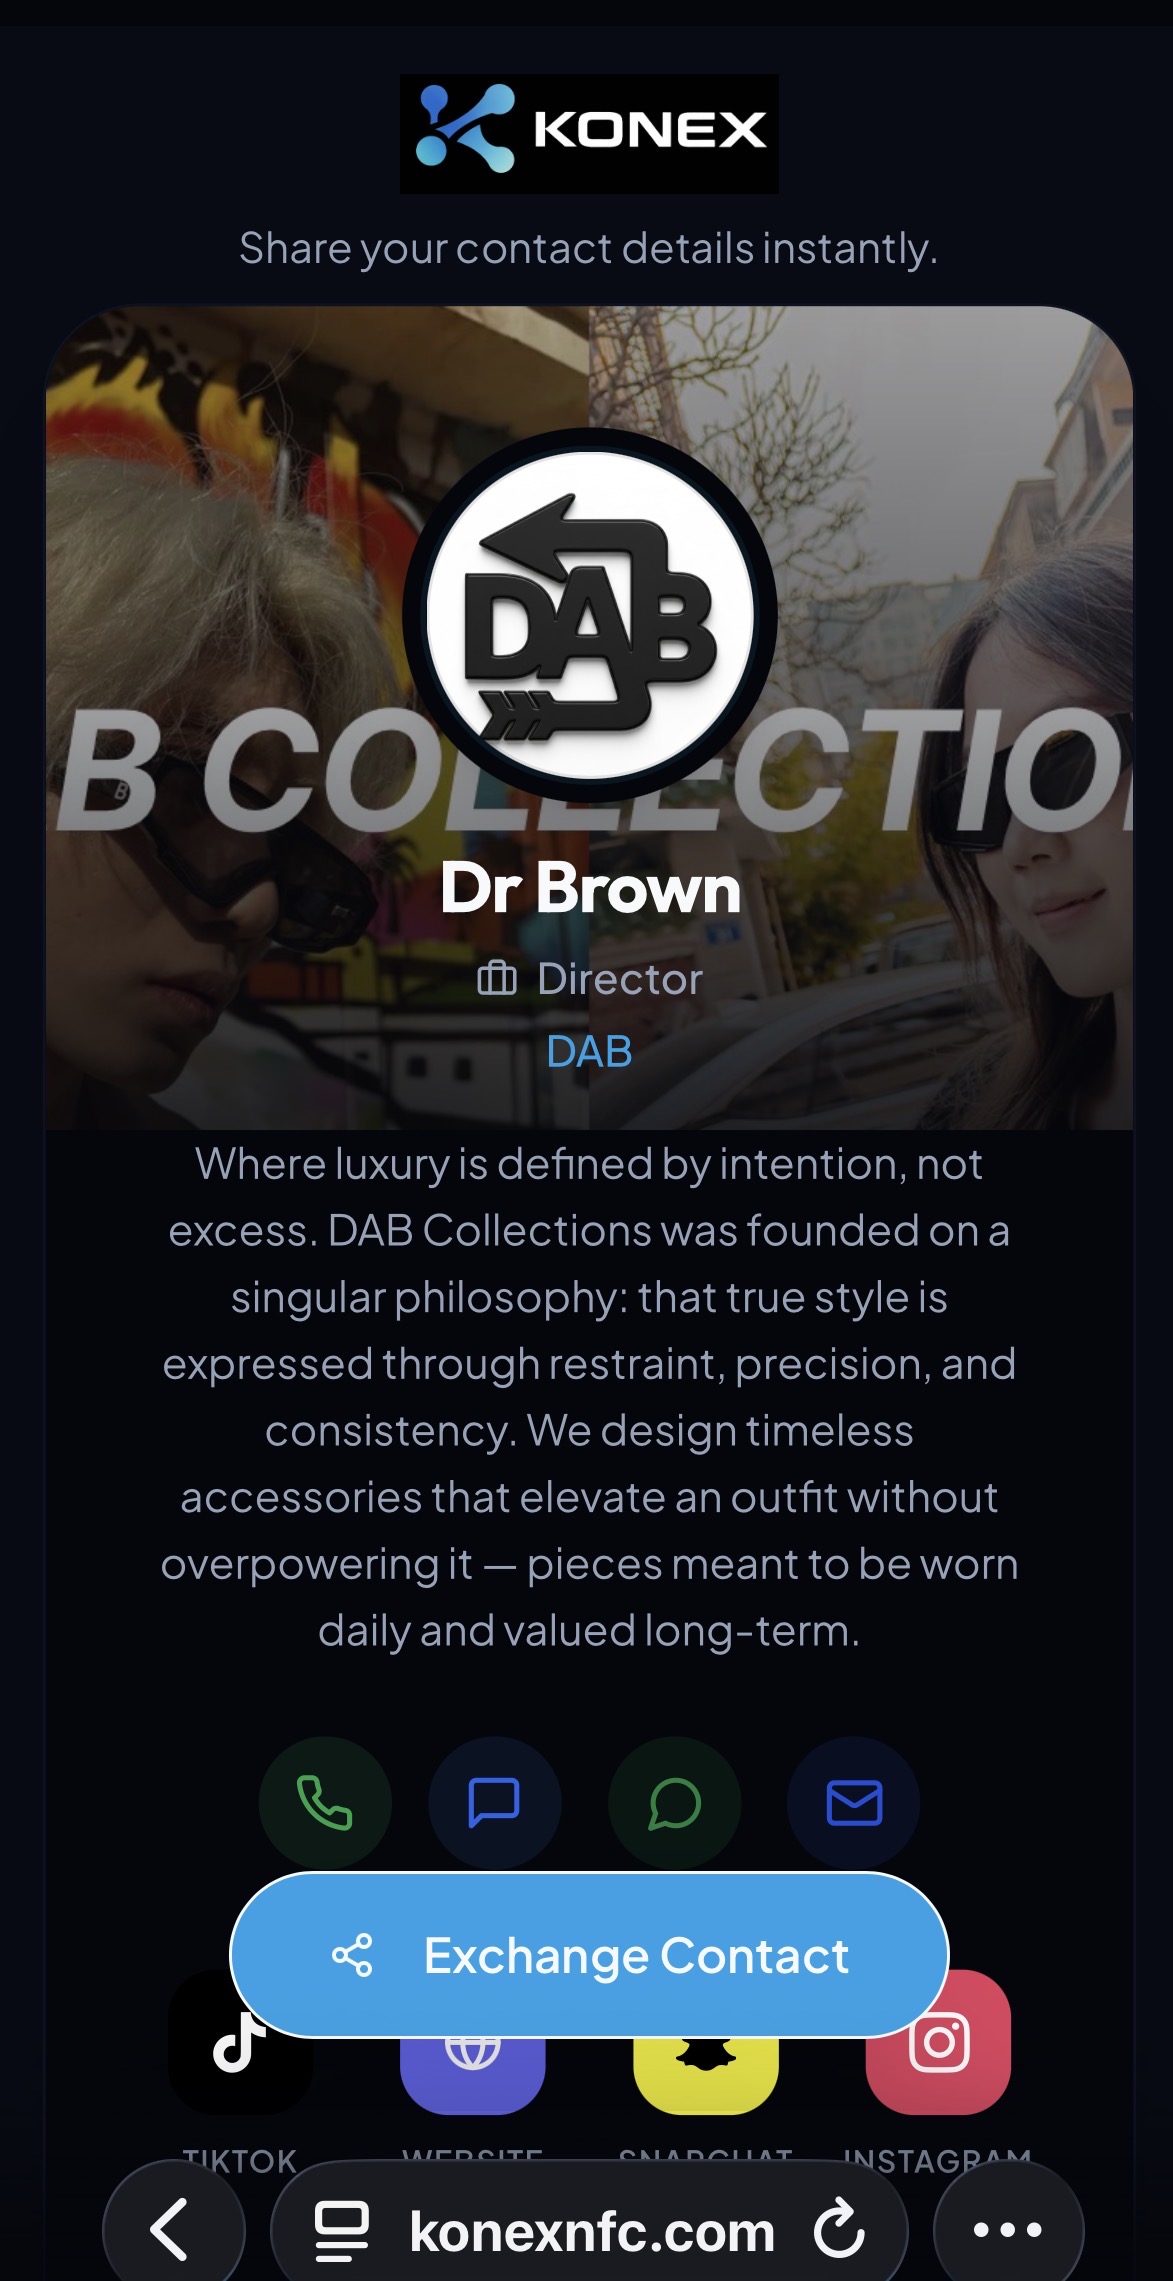 KONEX
Share your contact details instantly.
DAB
B COLLECTIO
Dr Brown
Director
DAB
Where luxury is defined by intention, not
excess. DAB Collections was founded on a
singular philosophy: that true style is
expressed through restraint, precision, and
consistency. We design timeless
accessories that elevate an outfit without
overpowering it — pieces meant to be worn
daily and valued long-term.
Exchange Contact
TIKTOK WEBSITE SNAPCHAT INSTAGRAM
konexnfc.com